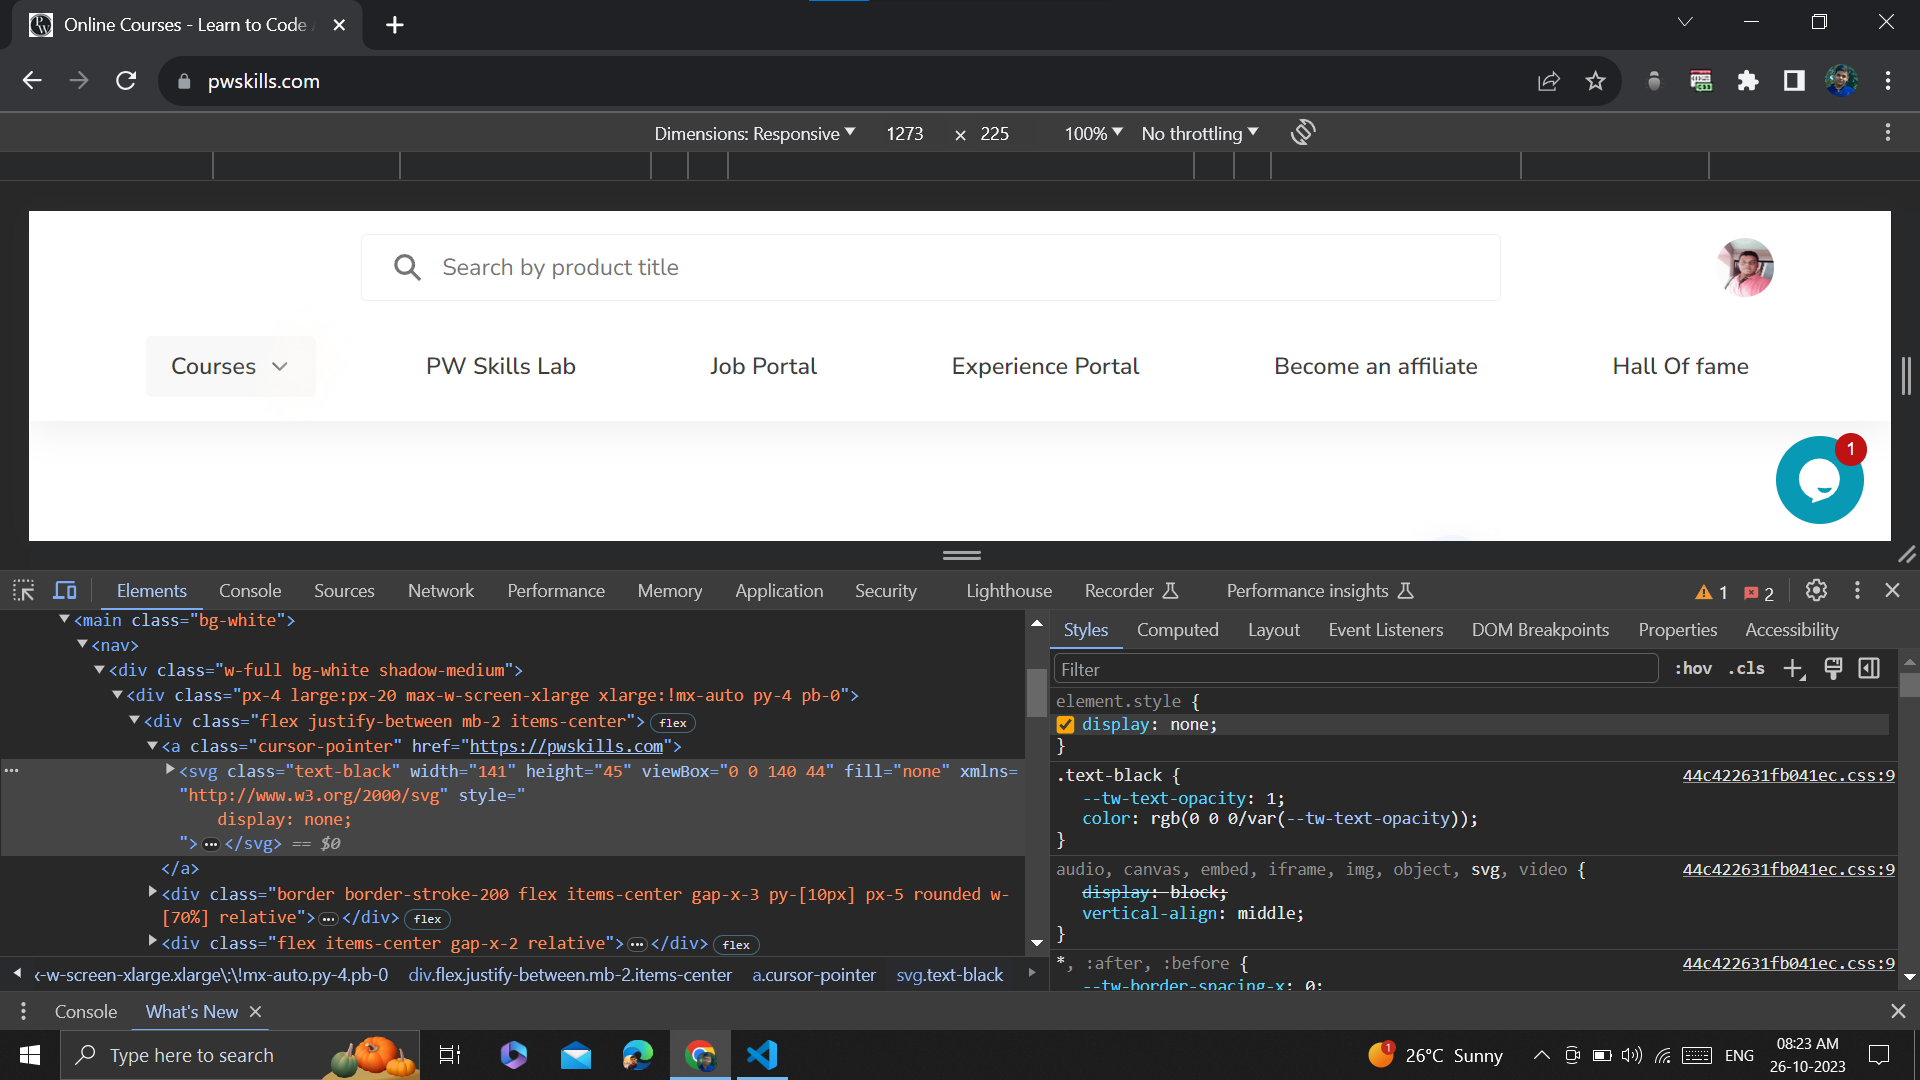 Online Courses - Learn to Code
pwskills.com
Dimensions: Responsive 1273 × 225 100% No throttling
Search by product title
Courses PW Skills Lab Job Portal Experience Portal Become an affiliate Hall Of fame
1
Elements Console Sources Network Performance Memory Application Security Lighthouse Recorder Performance insights 1 2
<main class="bg-white">
<nav>
<div class="w-full bg-white shadow-medium">
<div class="px-4 large:px-20 max-w-screen-xlarge xlarge:!mx-auto py-4 pb-0">
<div class="flex justify-between mb-2 items-center"> flex
<a class="cursor-pointer" href="https://pwskills.com">
<svg class="text-black" width="141" height="45" viewBox="0 0 140 44" fill="none" xmlns=
"http://www.w3.org/2000/svg" style="
display: none;
">…</svg> == $0
</a>
<div class="border border-stroke-200 flex items-center gap-x-3 py-[10px] px-5 rounded w-
[70%] relative">…</div> flex
<div class="flex items-center gap-x-2 relative">…</div> flex
x-w-screen-xlarge.xlarge\:\!mx-auto.py-4.pb-0 div.flex.justify-between.mb-2.items-center a.cursor-pointer svg.text-black
Styles Computed Layout Event Listeners DOM Breakpoints Properties Accessibility
Filter :hov .cls
element.style {
display: none;
}
.text-black { 44c422631fb041ec.css:9
--tw-text-opacity: 1;
color: rgb(0 0 0/var(--tw-text-opacity));
}
audio, canvas, embed, iframe, img, object, svg, video { 44c422631fb041ec.css:9
display: block;
vertical-align: middle;
}
*, :after, :before { 44c422631fb041ec.css:9
--tw-border-spacing-x: 0;
Console What's New
Type here to search
1 26°C Sunny ENG 08:23 AM
26-10-2023